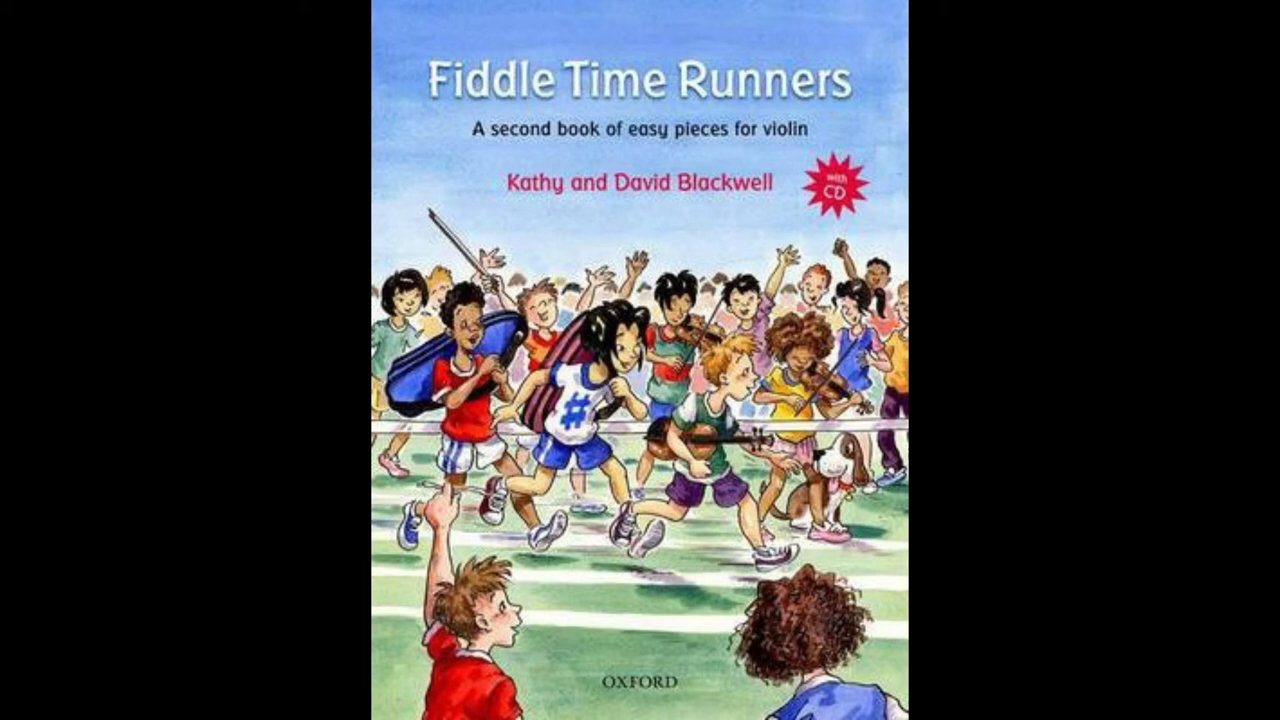 Fiddle Time Runners
A second book of easy pieces for violin
Kathy and David Blackwell
with
CD
#
OXFORD